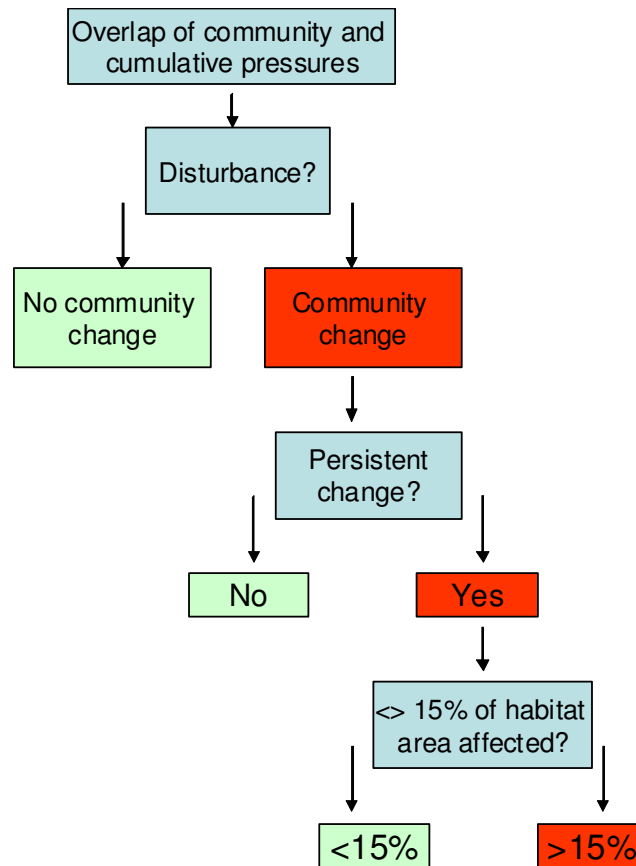 Overlap of community and
cumulative pressures
Disturbance?
No community
change
Community
change
Persistent
change?
No
Yes
<> 15% of habitat
area affected?
<15%
>15%